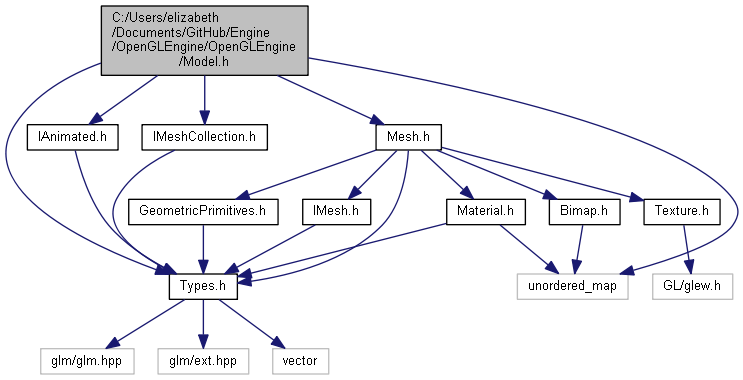 C:/Users/elizabeth
/Documents/GitHub/Engine
/OpenGLEngine/OpenGLEngine
/Model.h
IAnimated.h
IMeshCollection.h
Mesh.h
GeometricPrimitives.h
IMesh.h
Material.h
Bimap.h
Texture.h
Types.h
unordered_map
GL/glew.h
glm/glm.hpp
glm/ext.hpp
vector